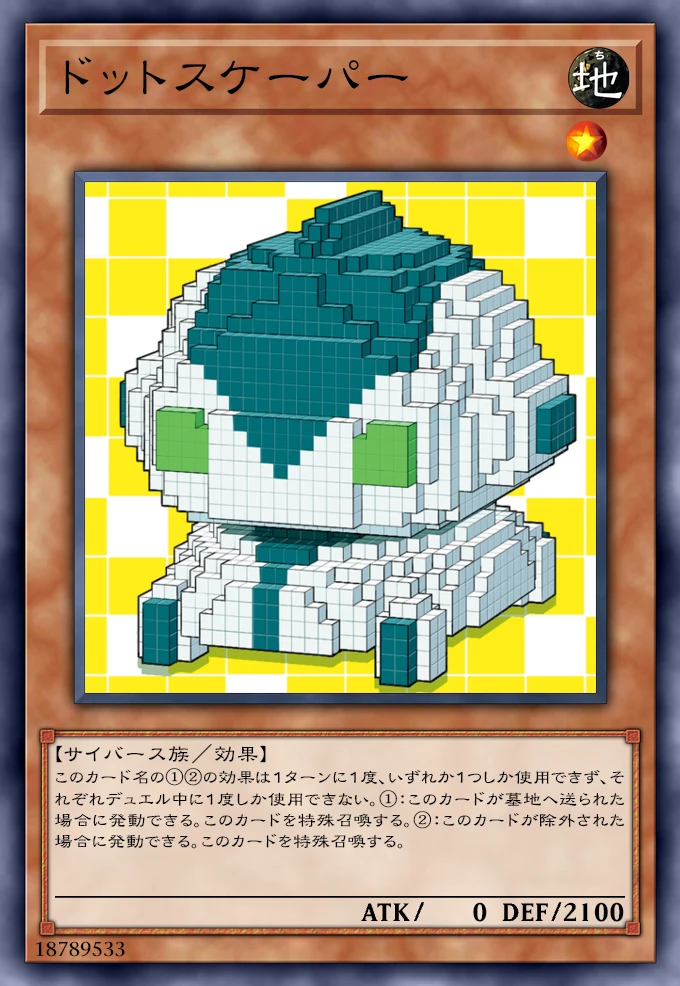 ドットスケーパー
ち
地
【サイバース族／効果】
このカード名の①②の効果は1ターンに1度、いずれか1つしか使用できず、そ
れぞれデュエル中に1度しか使用できない。①：このカードが墓地へ送られた
場合に発動できる。このカードを特殊召喚する。②：このカードが除外された
場合に発動できる。このカードを特殊召喚する。
ATK/ 0 DEF/2100
18789533